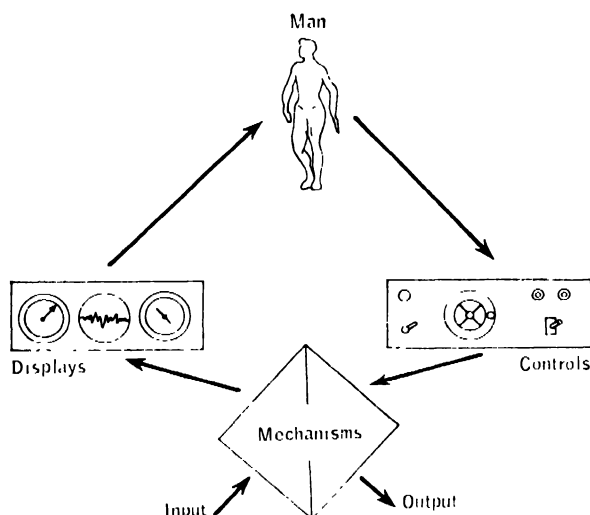 Man
Displays
Controls
Mechanisms
Input
Output